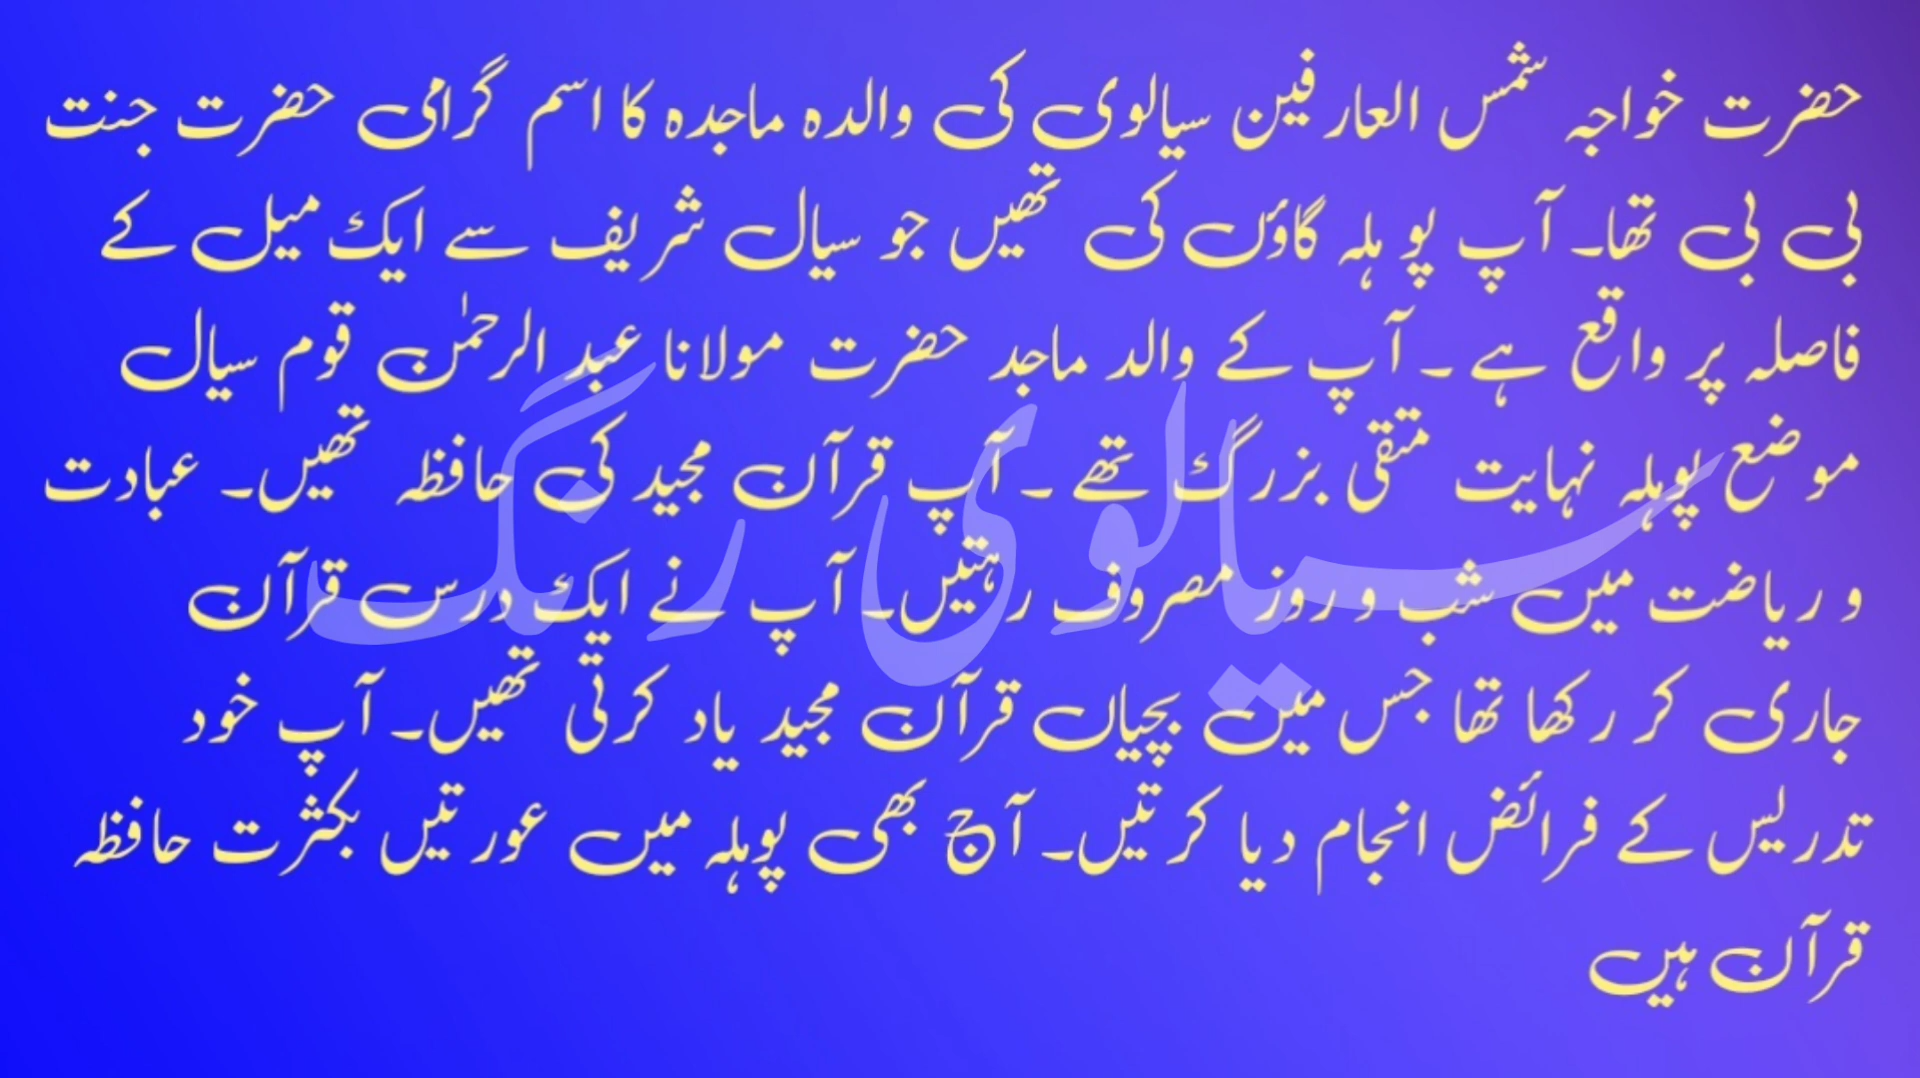 حضرت خواجہ شمس العارفین سیالوی کی والدہ ماجدہ کا اسم گرامی حضرت جنت
بی بی تھا۔ آپ پوہلہ گاؤں کی تھیں جو سیال شریف سے ایک میل کے
فاصلہ پر واقع ہے ۔ آپ کے والد ماجد حضرت مولانا عبد الرحمٰن قوم سیال
موضع پوہلہ نہایت متقی بزرگ تھے ۔ آپ قرآن مجید کی حافظہ تھیں۔ عبادت
و ریاضت میں شب و روز مصروف رہتیں۔ آپ نے ایک درس قرآن
جاری کر رکھا تھا جس میں بچیاں قرآن مجید یاد کرتی تھیں۔ آپ خود
تدریس کے فرائض انجام دیا کرتیں۔ آج بھی پوہلہ میں عورتیں بکثرت حافظہ
قرآن ہیں
سیالوی رنگ